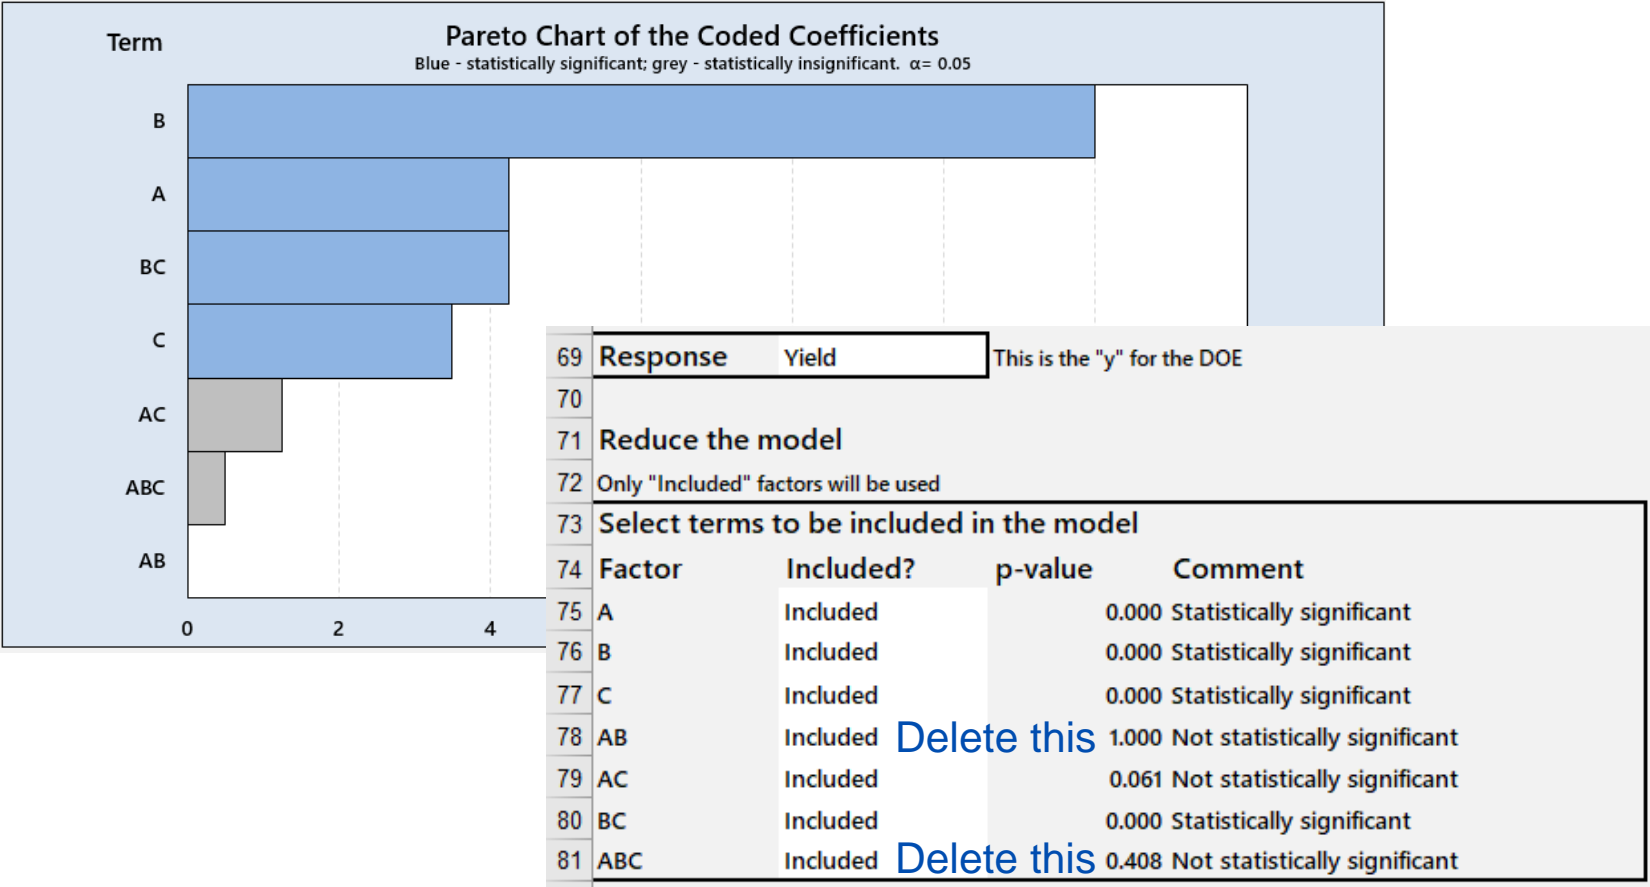 Term
Pareto Chart of the Coded Coefficients
Blue - statistically significant; grey - statistically insignificant. α= 0.05
B
A
BC
C
AC
ABC
AB
0 2 4
69 Response Yield This is the "y" for the DOE
70
71 Reduce the model
72 Only "Included" factors will be used
73 Select terms to be included in the model
74 Factor Included? p-value Comment
75 A Included 0.000 Statistically significant
76 B Included 0.000 Statistically significant
77 C Included 0.000 Statistically significant
78 AB Included Delete this 1.000 Not statistically significant
79 AC Included 0.061 Not statistically significant
80 BC Included 0.000 Statistically significant
81 ABC Included Delete this 0.408 Not statistically significant